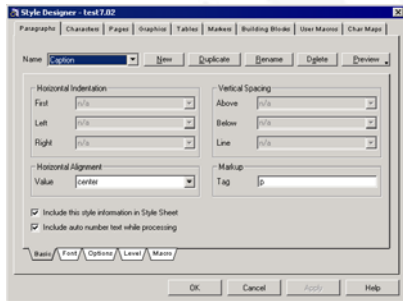 Style Designer - test7.02
Paragraphs Characters Pages Graphics Tables Markers Building Blocks User Macros Char Maps
Name Caption New Duplicate Rename Delete Preview
Horizontal Indentation Vertical Spacing
First n/a Above n/a
Left n/a Below n/a
Right n/a Line n/a
Horizontal Alignment Markup
Value center Tag p
Include this style information in Style Sheet
Include auto number text while processing
Basic Font Options Level Macro
OK Cancel Apply Help